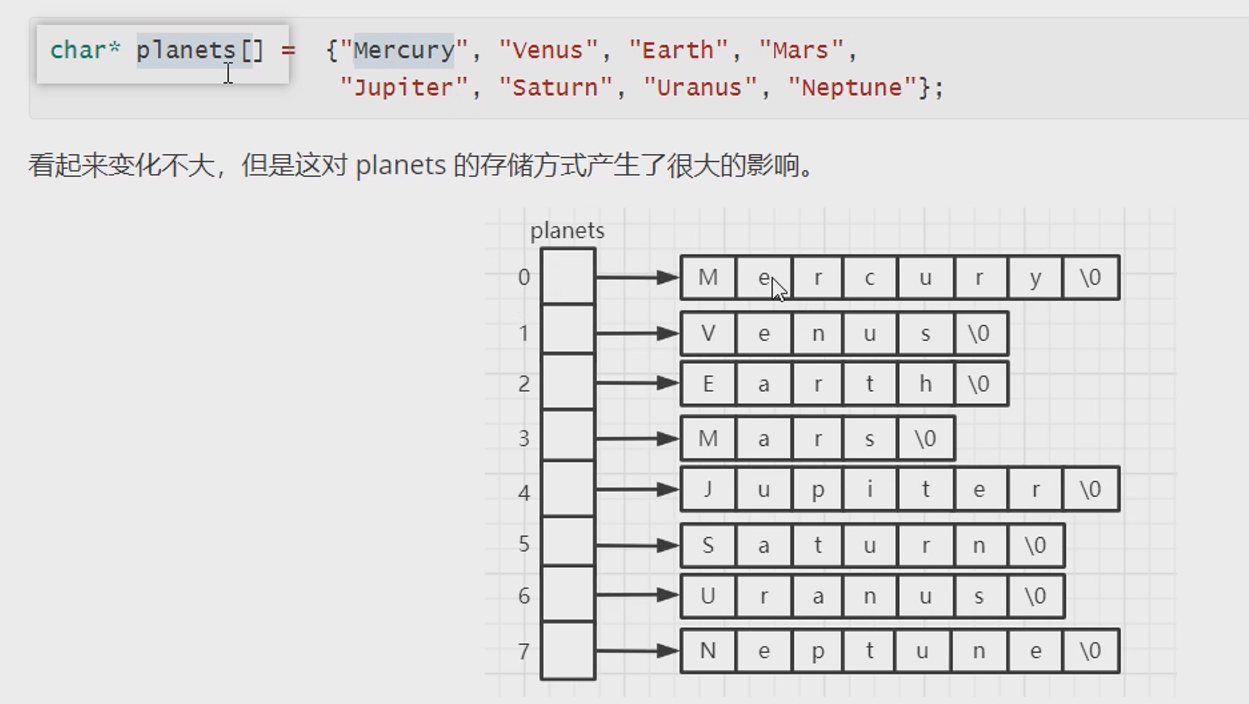 char* planets[] = {"Mercury", "Venus", "Earth", "Mars",
"Jupiter", "Saturn", "Uranus", "Neptune"};
看起来变化不大，但是这对 planets 的存储方式产生了很大的影响。
planets
0 M e r c u r y \0
1 V e n u s \0
2 E a r t h \0
3 M a r s \0
4 J u p i t e r \0
5 S a t u r n \0
6 U r a n u s \0
7 N e p t u n e \0